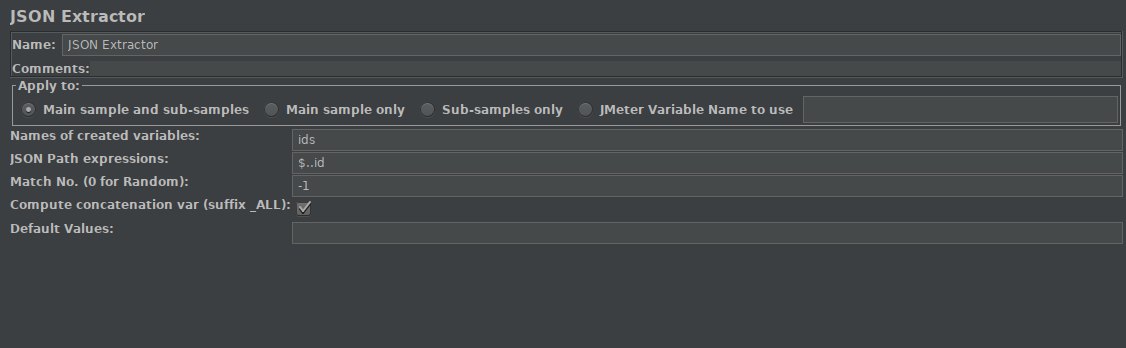 JSON Extractor
Name: JSON Extractor
Comments:
Apply to:
Main sample and sub-samples Main sample only Sub-samples only JMeter Variable Name to use
Names of created variables: ids
JSON Path expressions: $..id
Match No. (0 for Random): -1
Compute concatenation var (suffix _ALL):
Default Values: